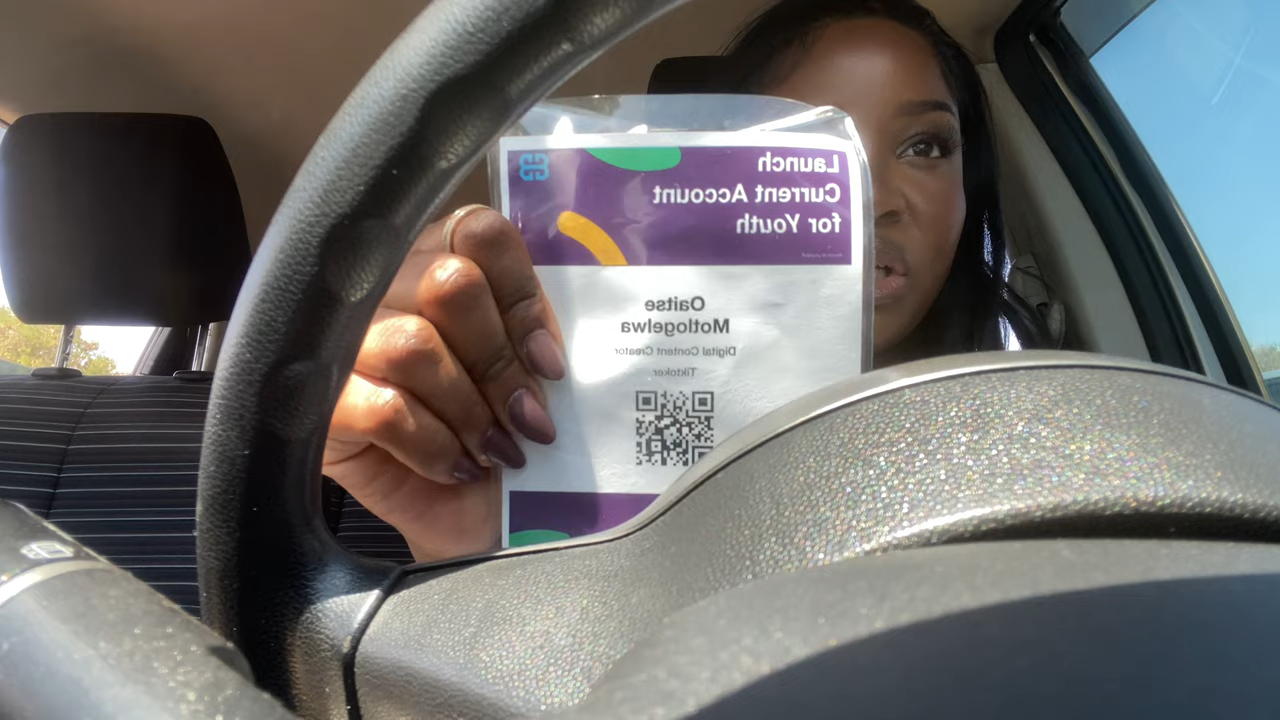 Launch
Current Account
for Youth
Oaitse
Motlogelwa
Digital Content Creator
Tiktoker